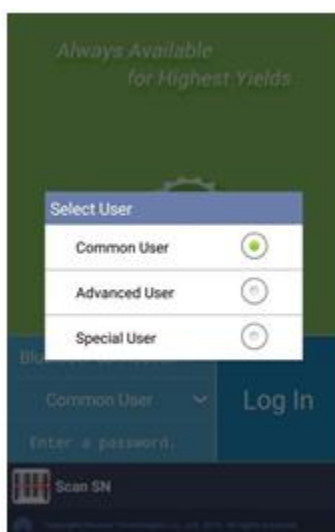 Always Available
for Highest Yields
Select User
Common User
Advanced User
Special User
Common User
Log In
Enter a password.
Scan SN